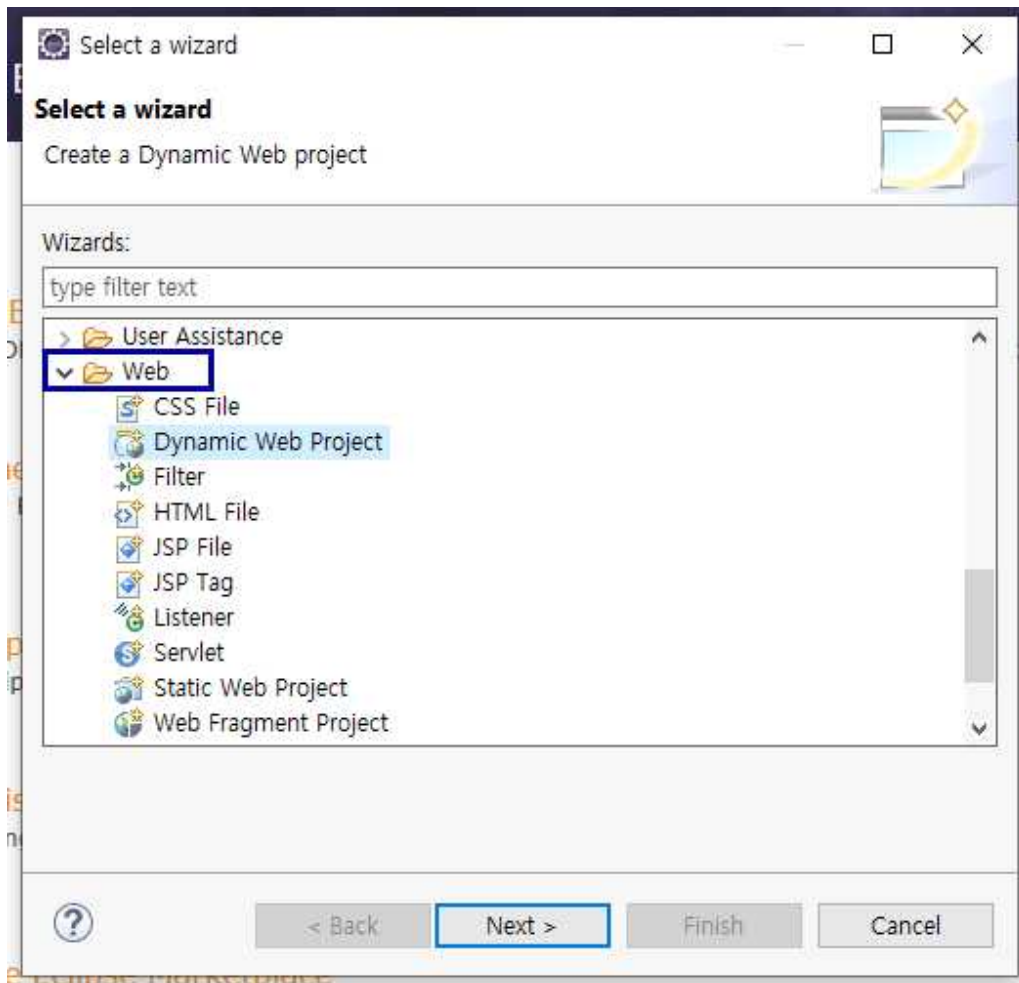 Select a wizard
Select a wizard
Create a Dynamic Web project
Wizards:
type filter text
User Assistance
Web
CSS File
Dynamic Web Project
Filter
HTML File
JSP File
JSP Tag
Listener
Servlet
Static Web Project
Web Fragment Project
? < Back Next > Finish Cancel